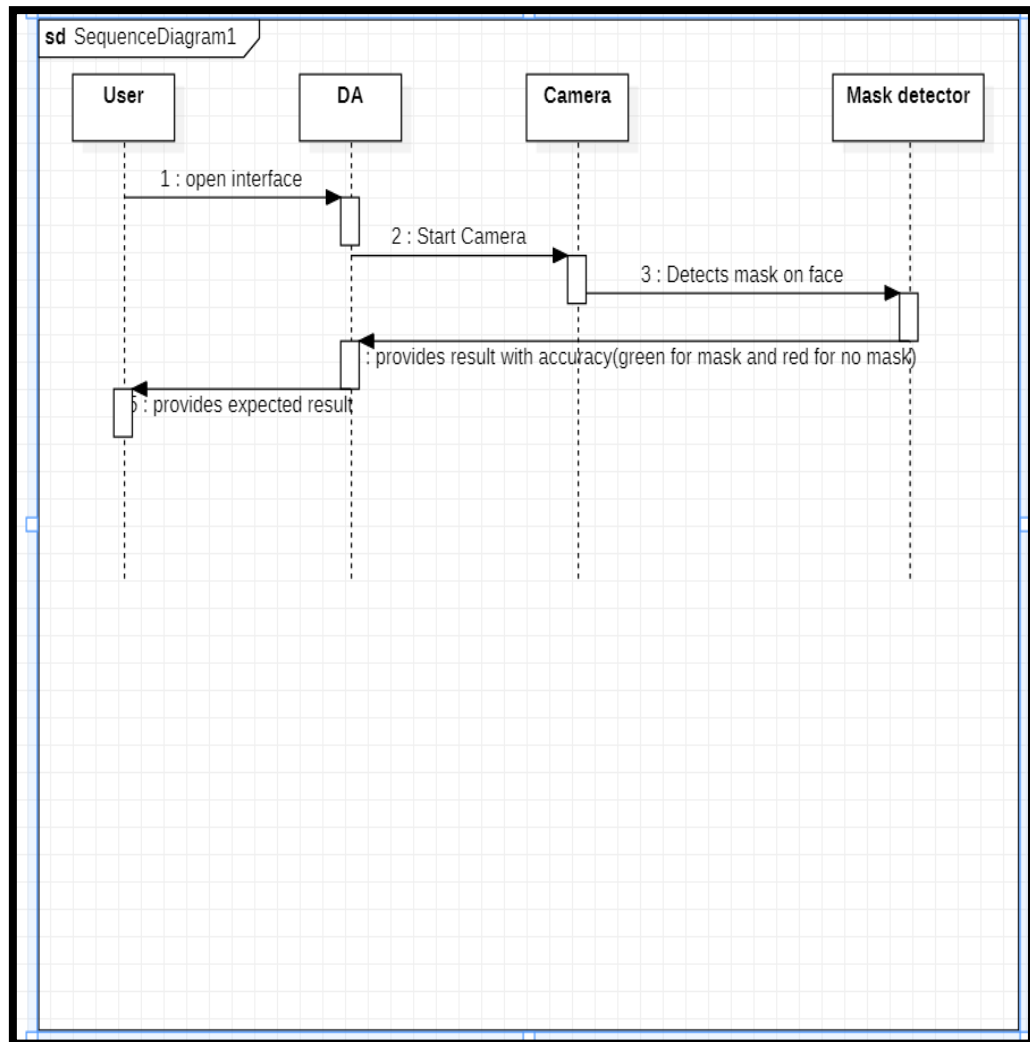 sd SequenceDiagram1
User
DA
Camera
Mask detector
1 : open interface
2 : Start Camera
3 : Detects mask on face
: provides result with accuracy(green for mask and red for no mask)
5 : provides expected result